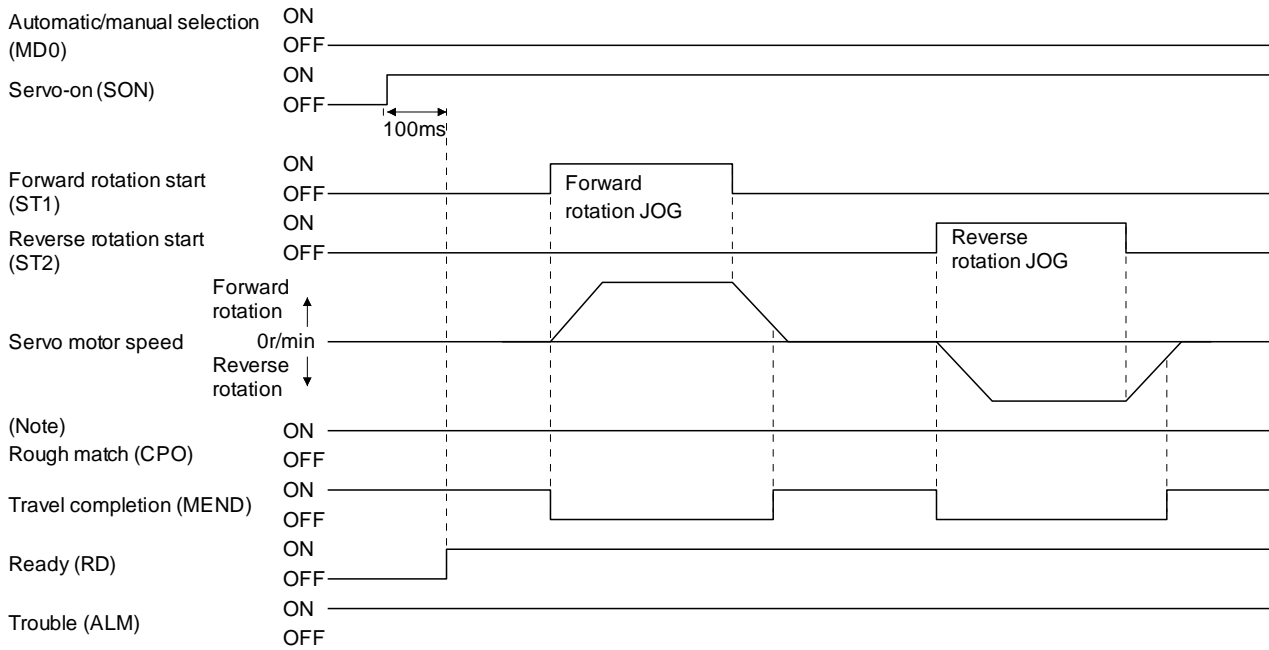 Automatic/manual selection
(MD0)
ON
OFF
Servo-on (SON)
ON
OFF
100ms
Forward rotation start
(ST1)
ON
OFF
Forward
rotation JOG
Reverse rotation start
(ST2)
ON
OFF
Reverse
rotation JOG
Servo motor speed
Forward
rotation
0r/min
Reverse
rotation
(Note)
Rough match (CPO)
ON
OFF
Travel completion (MEND)
ON
OFF
Ready (RD)
ON
OFF
Trouble (ALM)
ON
OFF